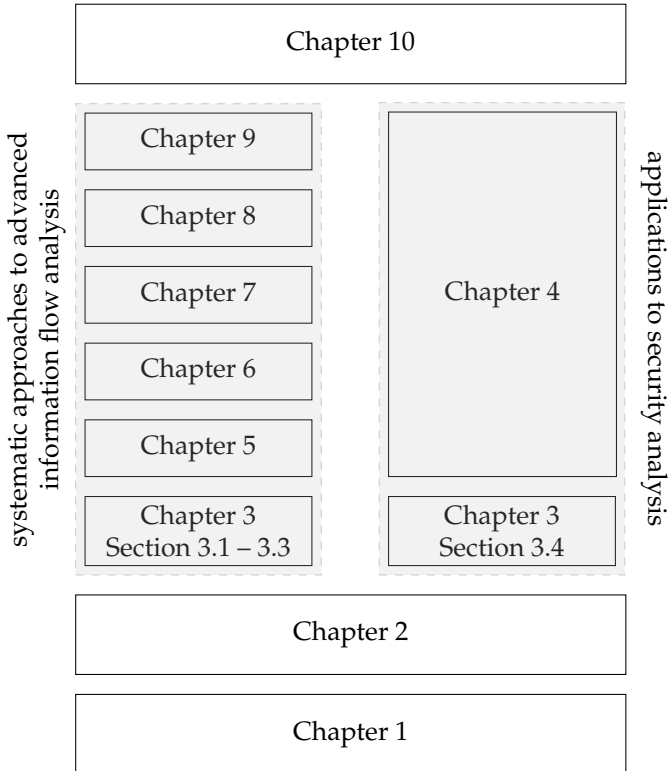 Chapter 10
systematic approaches to advanced
information flow analysis
Chapter 9
Chapter 8
Chapter 7
Chapter 6
Chapter 5
Chapter 3
Section 3.1 – 3.3
Chapter 4
Chapter 3
Section 3.4
applications to security analysis
Chapter 2
Chapter 1